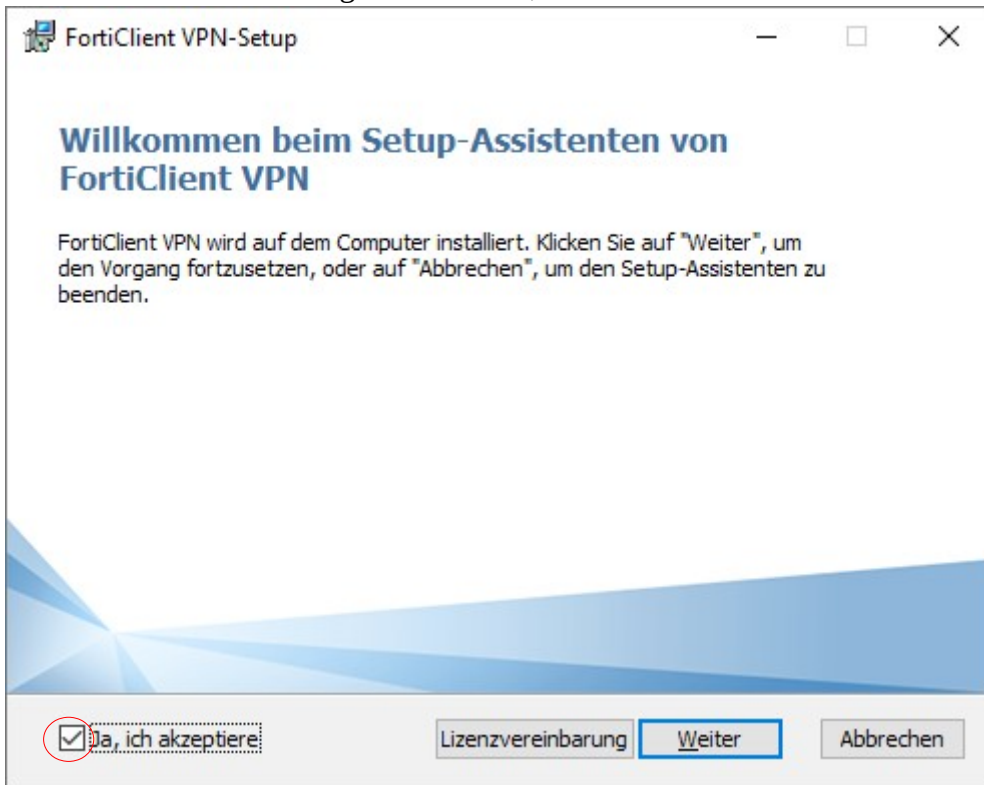 FortiClient VPN-Setup
Willkommen beim Setup-Assistenten von
FortiClient VPN
FortiClient VPN wird auf dem Computer installiert. Klicken Sie auf "Weiter", um
den Vorgang fortzusetzen, oder auf "Abbrechen", um den Setup-Assistenten zu
beenden.
Ja, ich akzeptiere
Lizenzvereinbarung
Weiter
Abbrechen